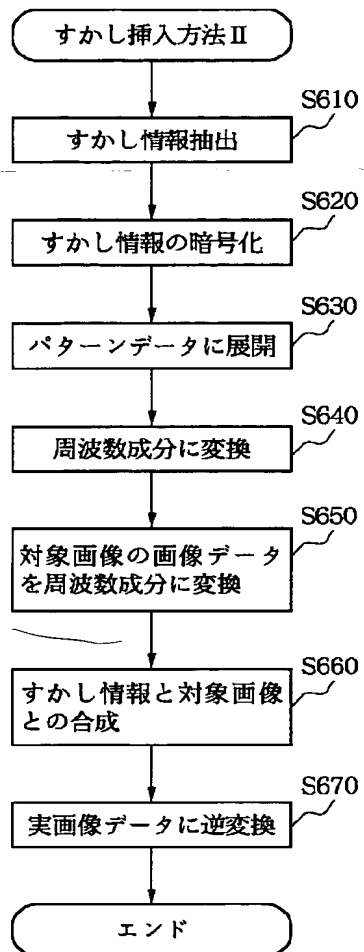 すかし挿入方法Ⅱ
S610
すかし情報抽出
S620
すかし情報の暗号化
S630
パターンデータに展開
S640
周波数成分に変換
S650
対象画像の画像データ
を周波数成分に変換
S660
すかし情報と対象画像
との合成
S670
実画像データに逆変換
エンド